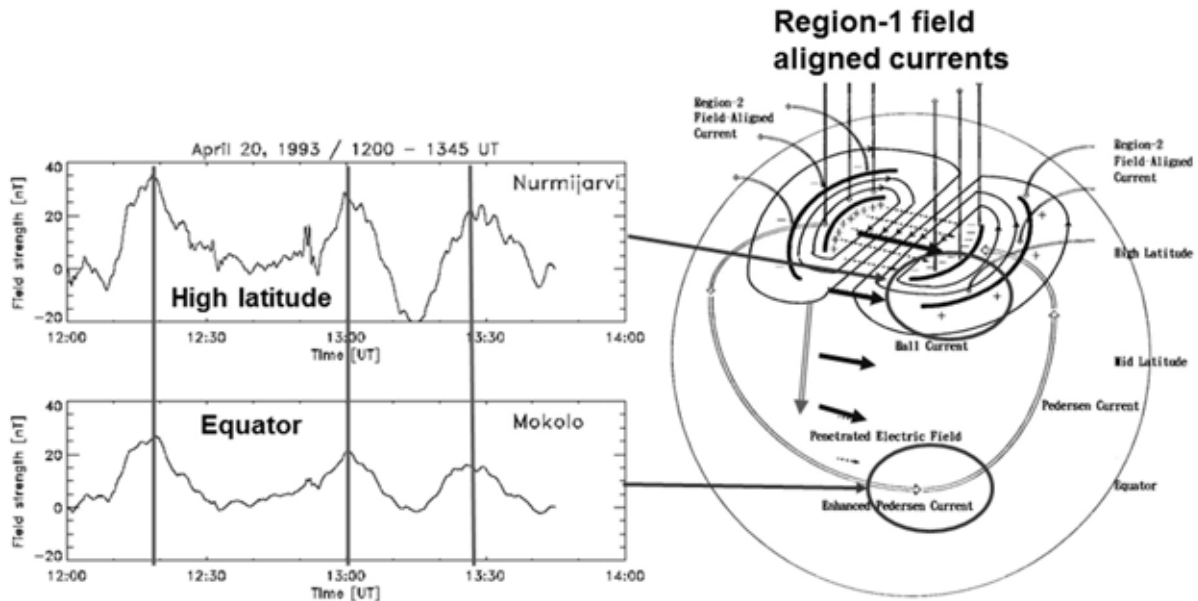 Region-1 field
aligned currents
April 20, 1993 / 1200 – 1345 UT
Nurmijarvi
Field strength [nT]
40
20
0
−20
High latitude
12:00
12:30
13:00
13:30
14:00
Time [UT]
Equator
Mokolo
Field strength [nT]
40
20
0
−20
12:00
12:30
13:00
13:30
14:00
Time [UT]
Region-2
Field-Aligned
Current
Region-2
Field-Aligned
Current
High Latitude
Hall Current
Mid Latitude
Pedersen Current
Penetrated Electric Field
Equator
Enhanced Pedersen Current